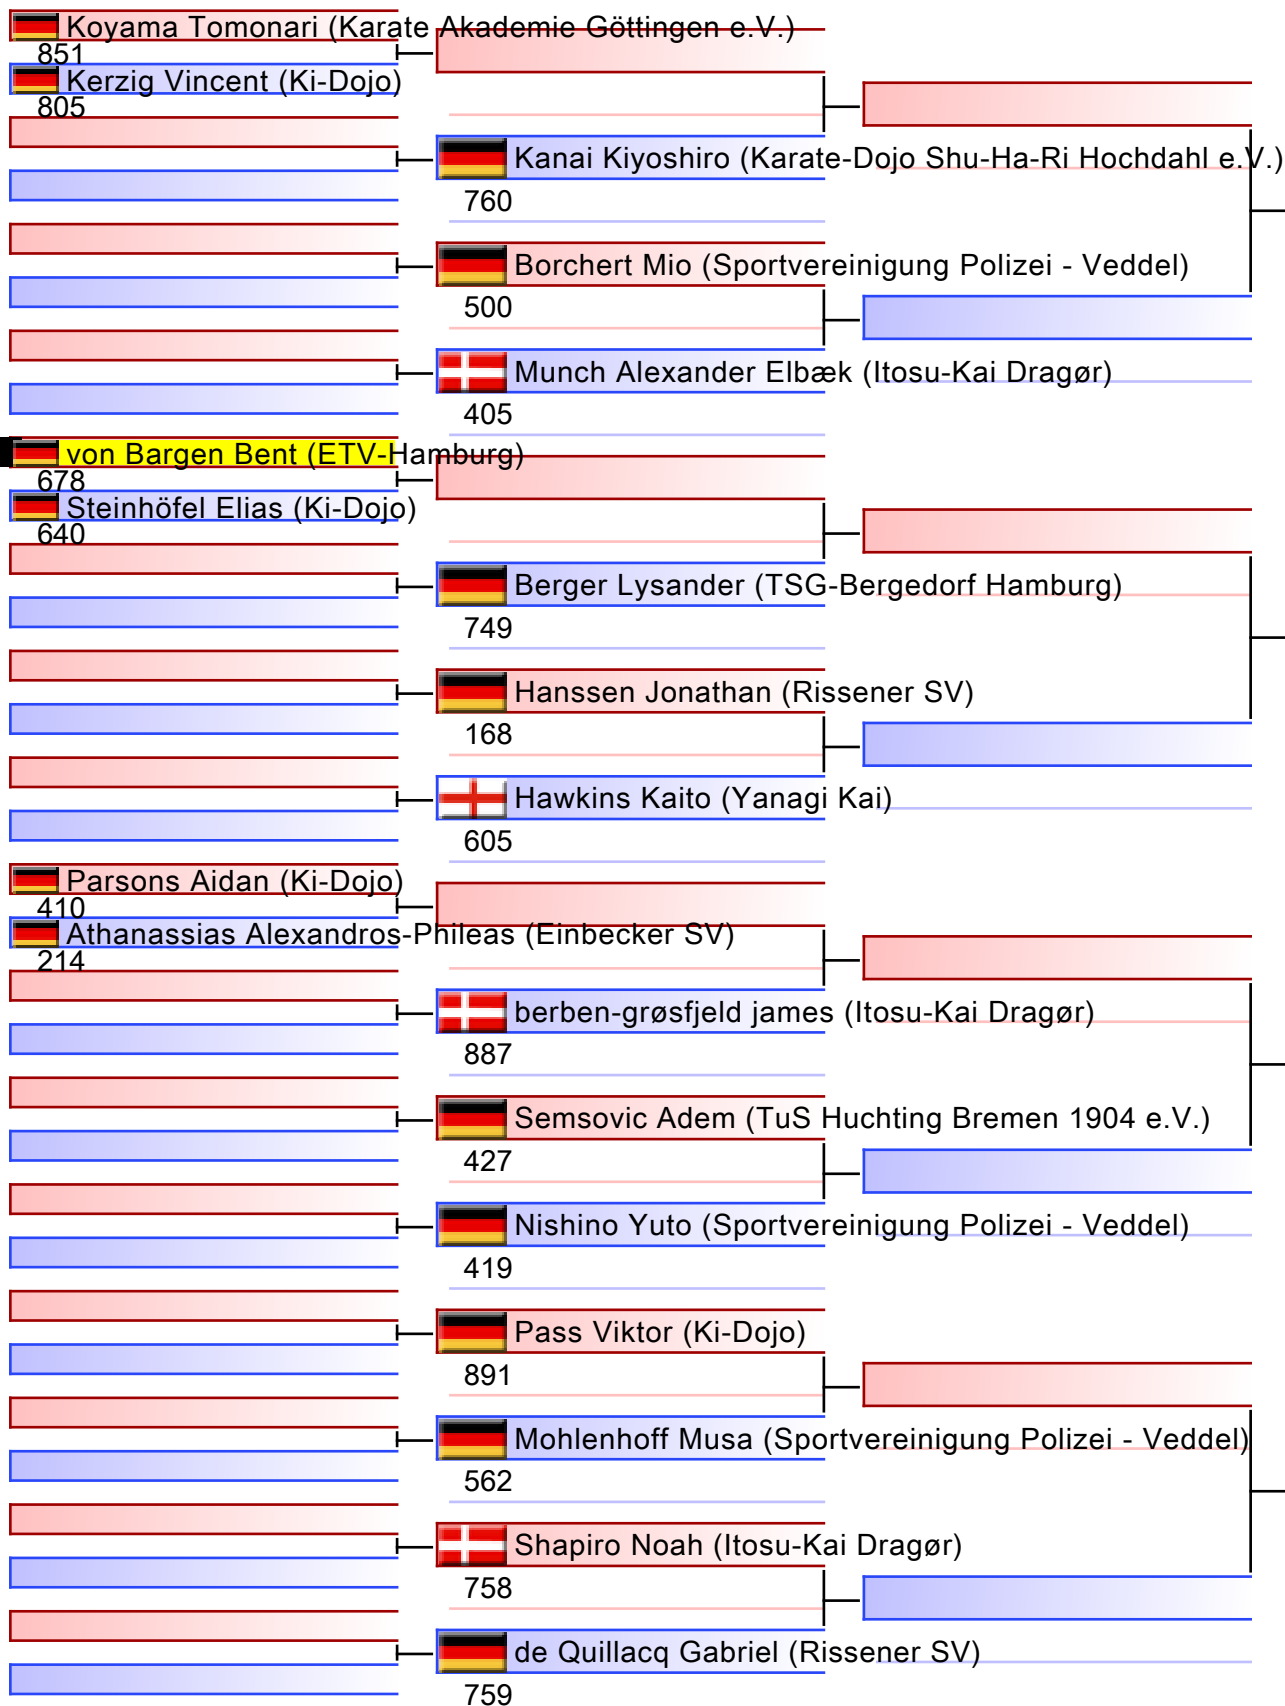 Koyama Tomonari (Karate Akademie Göttingen e.V.)
851
Kerzig Vincent (Ki-Dojo)
805
Kanai Kiyoshiro (Karate-Dojo Shu-Ha-Ri Hochdahl e.V.)
760
Borchert Mio (Sportvereinigung Polizei - Veddel)
500
Munch Alexander Elbæk (Itosu-Kai Dragør)
405
von Bargen Bent (ETV-Hamburg)
678
Steinhöfel Elias (Ki-Dojo)
640
Berger Lysander (TSG-Bergedorf Hamburg)
749
Hanssen Jonathan (Rissener SV)
168
Hawkins Kaito (Yanagi Kai)
605
Parsons Aidan (Ki-Dojo)
410
Athanassias Alexandros-Phileas (Einbecker SV)
214
berben-grøsfjeld james (Itosu-Kai Dragør)
887
Semsovic Adem (TuS Huchting Bremen 1904 e.V.)
427
Nishino Yuto (Sportvereinigung Polizei - Veddel)
419
Pass Viktor (Ki-Dojo)
891
Mohlenhoff Musa (Sportvereinigung Polizei - Veddel)
562
Shapiro Noah (Itosu-Kai Dragør)
758
de Quillacq Gabriel (Rissener SV)
759